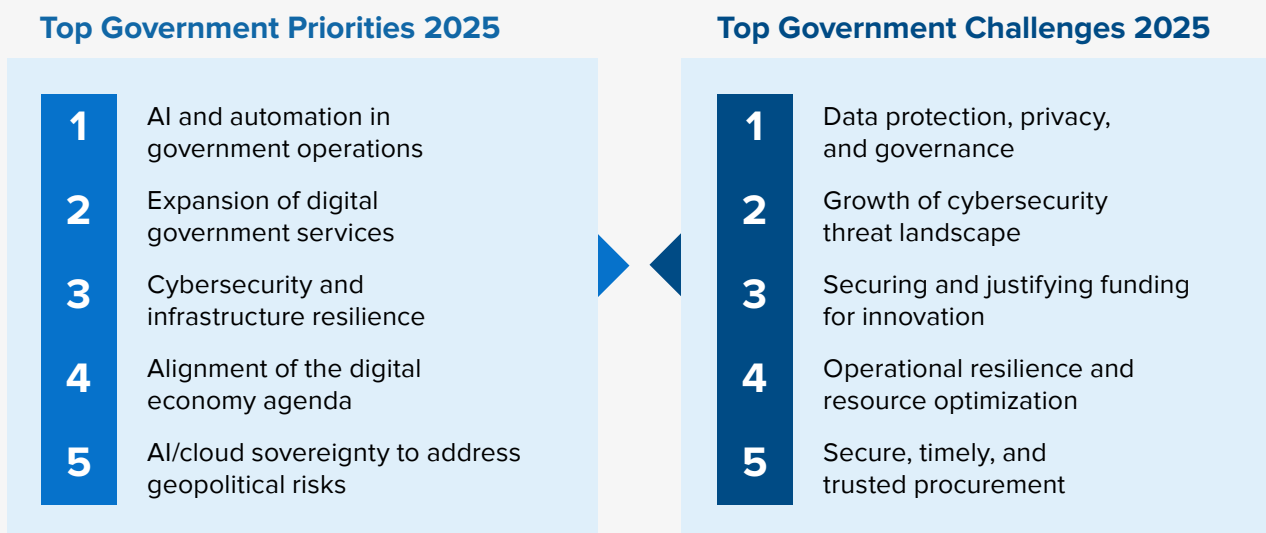 Top Government Priorities 2025
1
AI and automation in
government operations
2
Expansion of digital
government services
3
Cybersecurity and
infrastructure resilience
4
Alignment of the digital
economy agenda
5
AI/cloud sovereignty to address
geopolitical risks
Top Government Challenges 2025
1
Data protection, privacy,
and governance
2
Growth of cybersecurity
threat landscape
3
Securing and justifying funding
for innovation
4
Operational resilience and
resource optimization
5
Secure, timely, and
trusted procurement